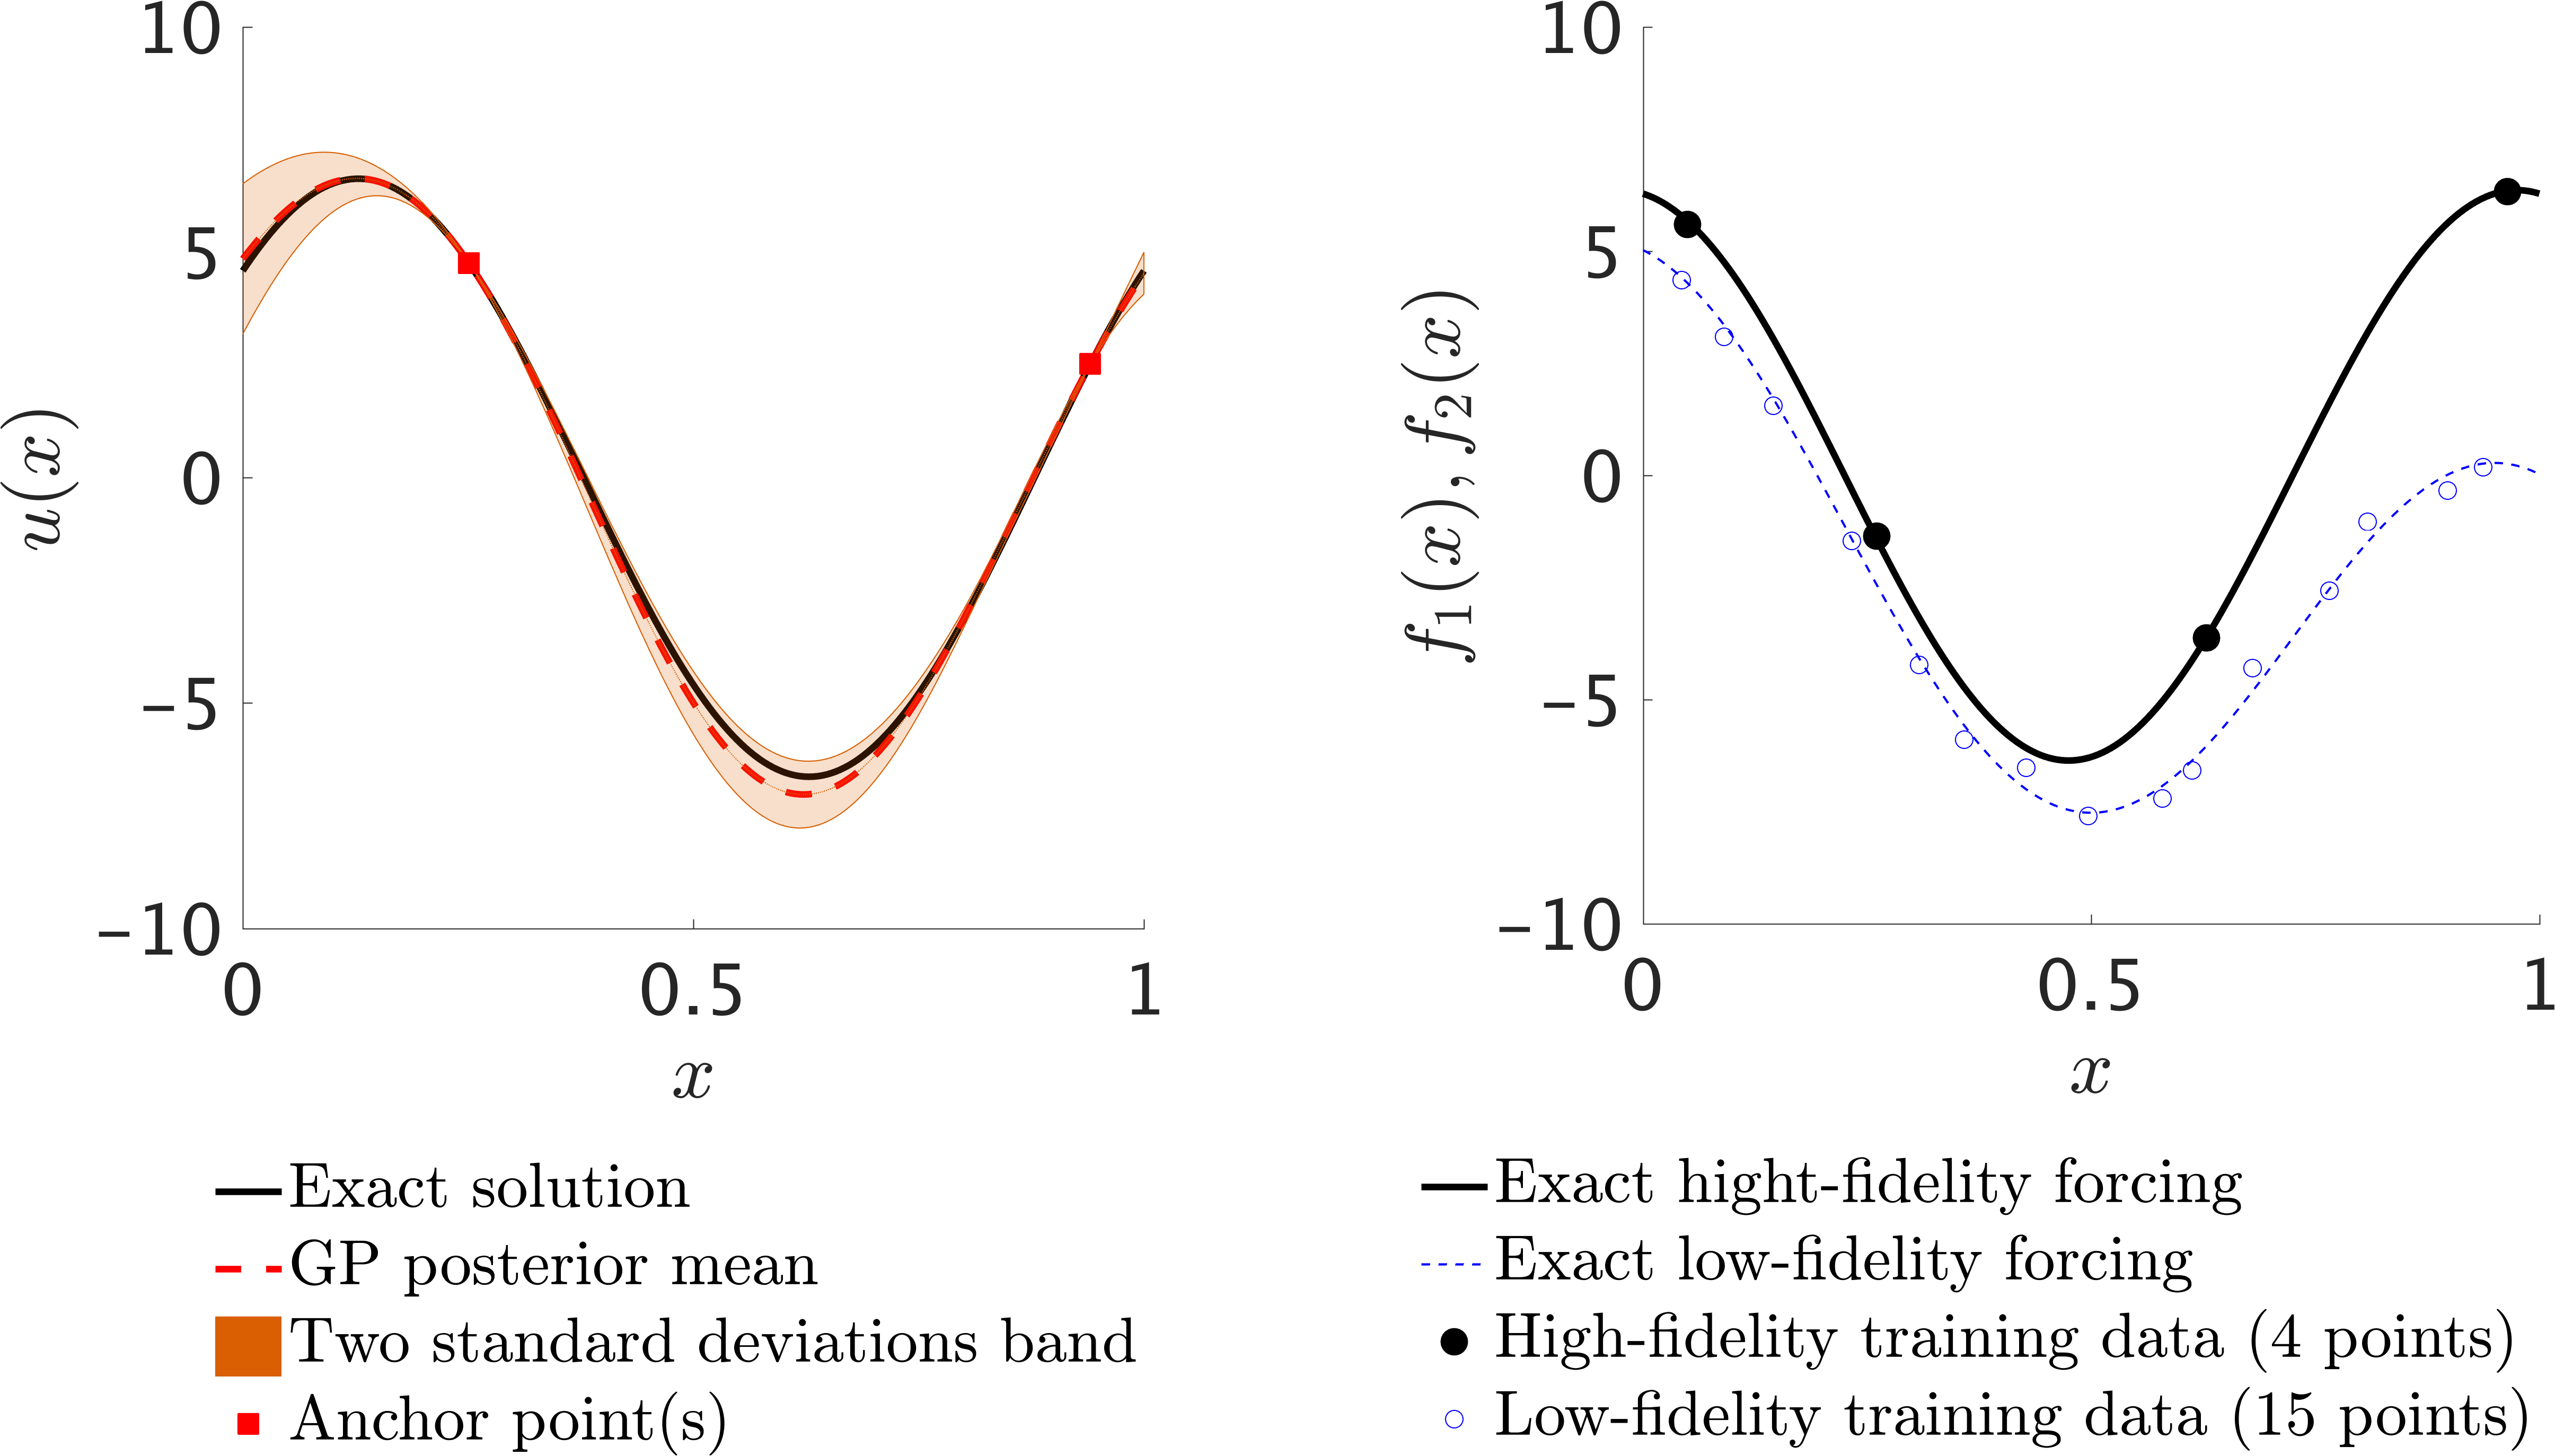 10
5
0
−5
−10
0
0.5
1
x
u(x)
Exact solution
GP posterior mean
Two standard deviations band
Anchor point(s)
10
5
0
−5
−10
0
0.5
1
x
f1(x), f2(x)
Exact hight-fidelity forcing
Exact low-fidelity forcing
High-fidelity training data (4 points)
Low-fidelity training data (15 points)